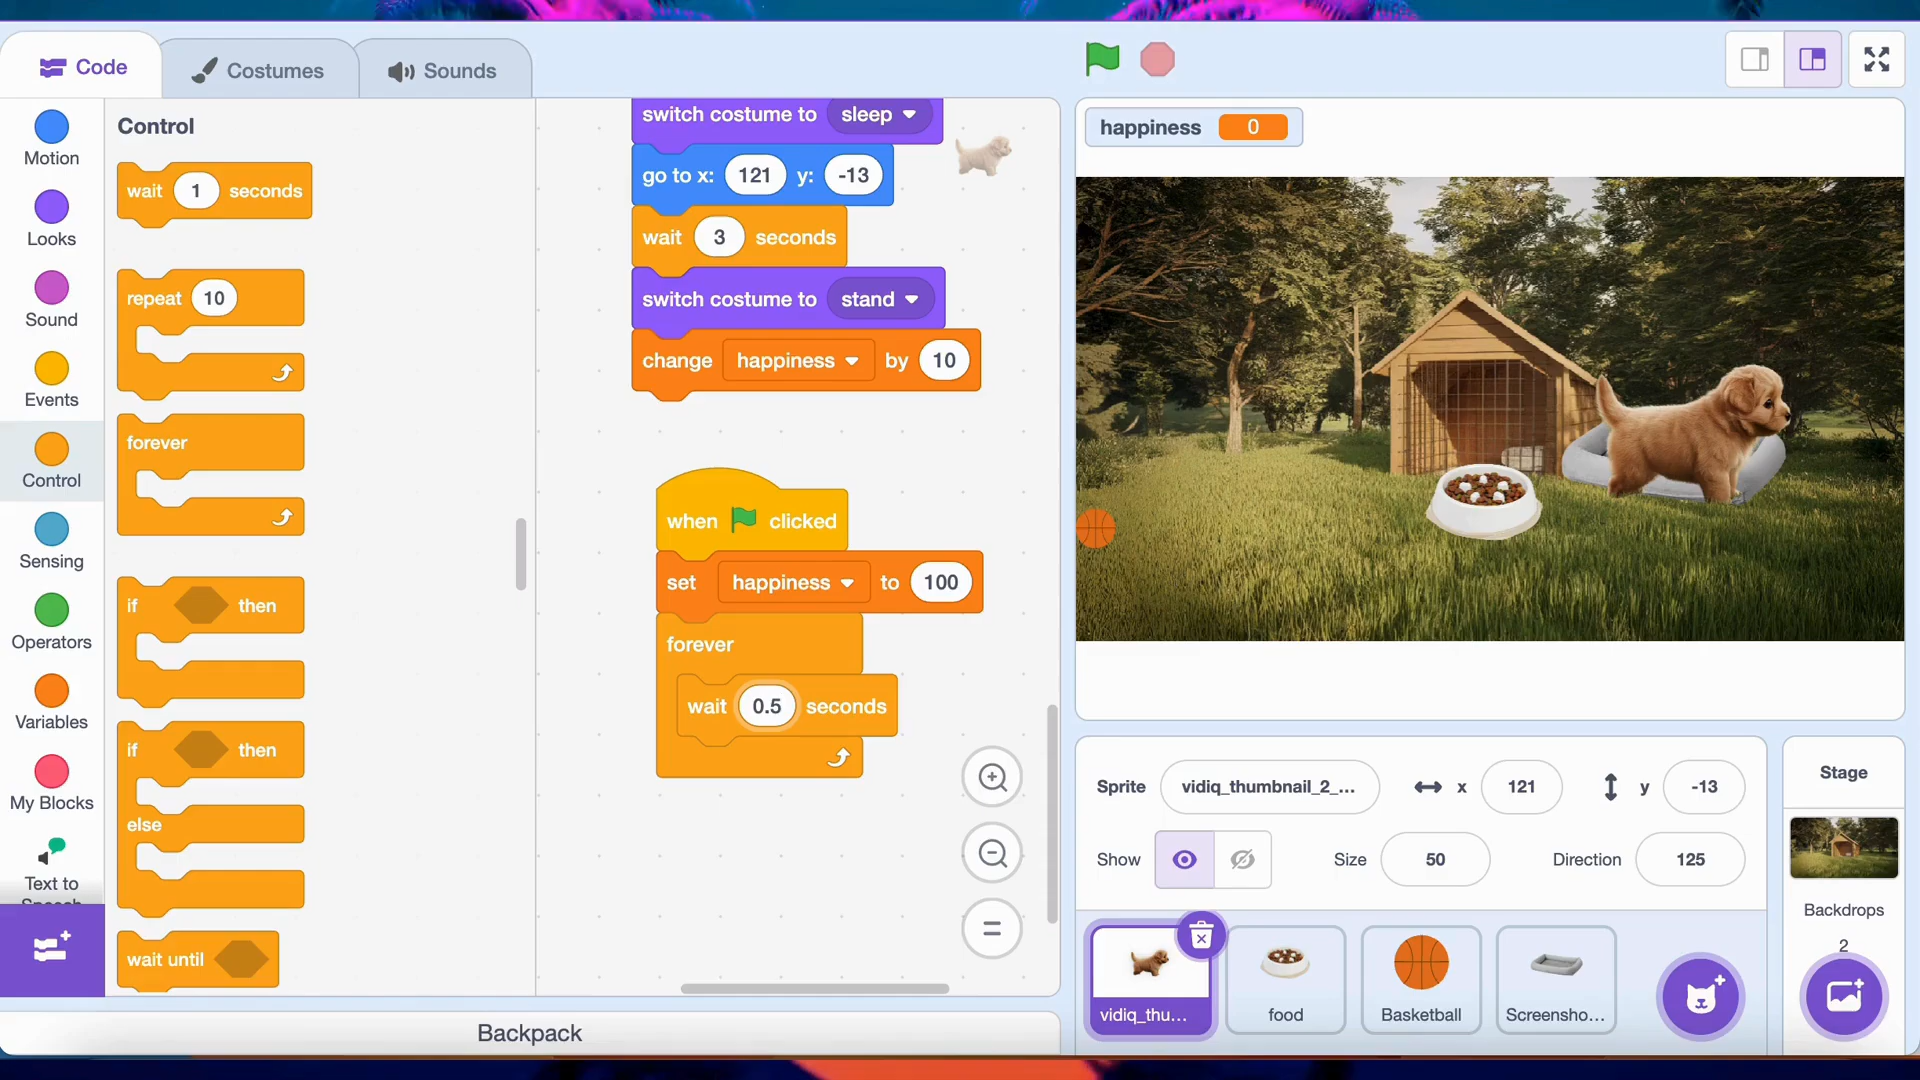 Code
Costumes
Sounds
Motion
Looks
Sound
Events
Control
Sensing
Operators
Variables
My Blocks
Text to
Control
wait 1 seconds
repeat 10
forever
if then
if then
else
wait until
switch costume to sleep
go to x: 121 y: -13
wait 3 seconds
switch costume to stand
change happiness by 10
when clicked
set happiness to 100
forever
wait 0.5 seconds
Backpack
happiness 0
Sprite vidiq_thumbnail_2_... x 121 y -13
Show Size 50 Direction 125
vidiq_thu...
food
Basketball
Screensho...
Stage
Backdrops
2